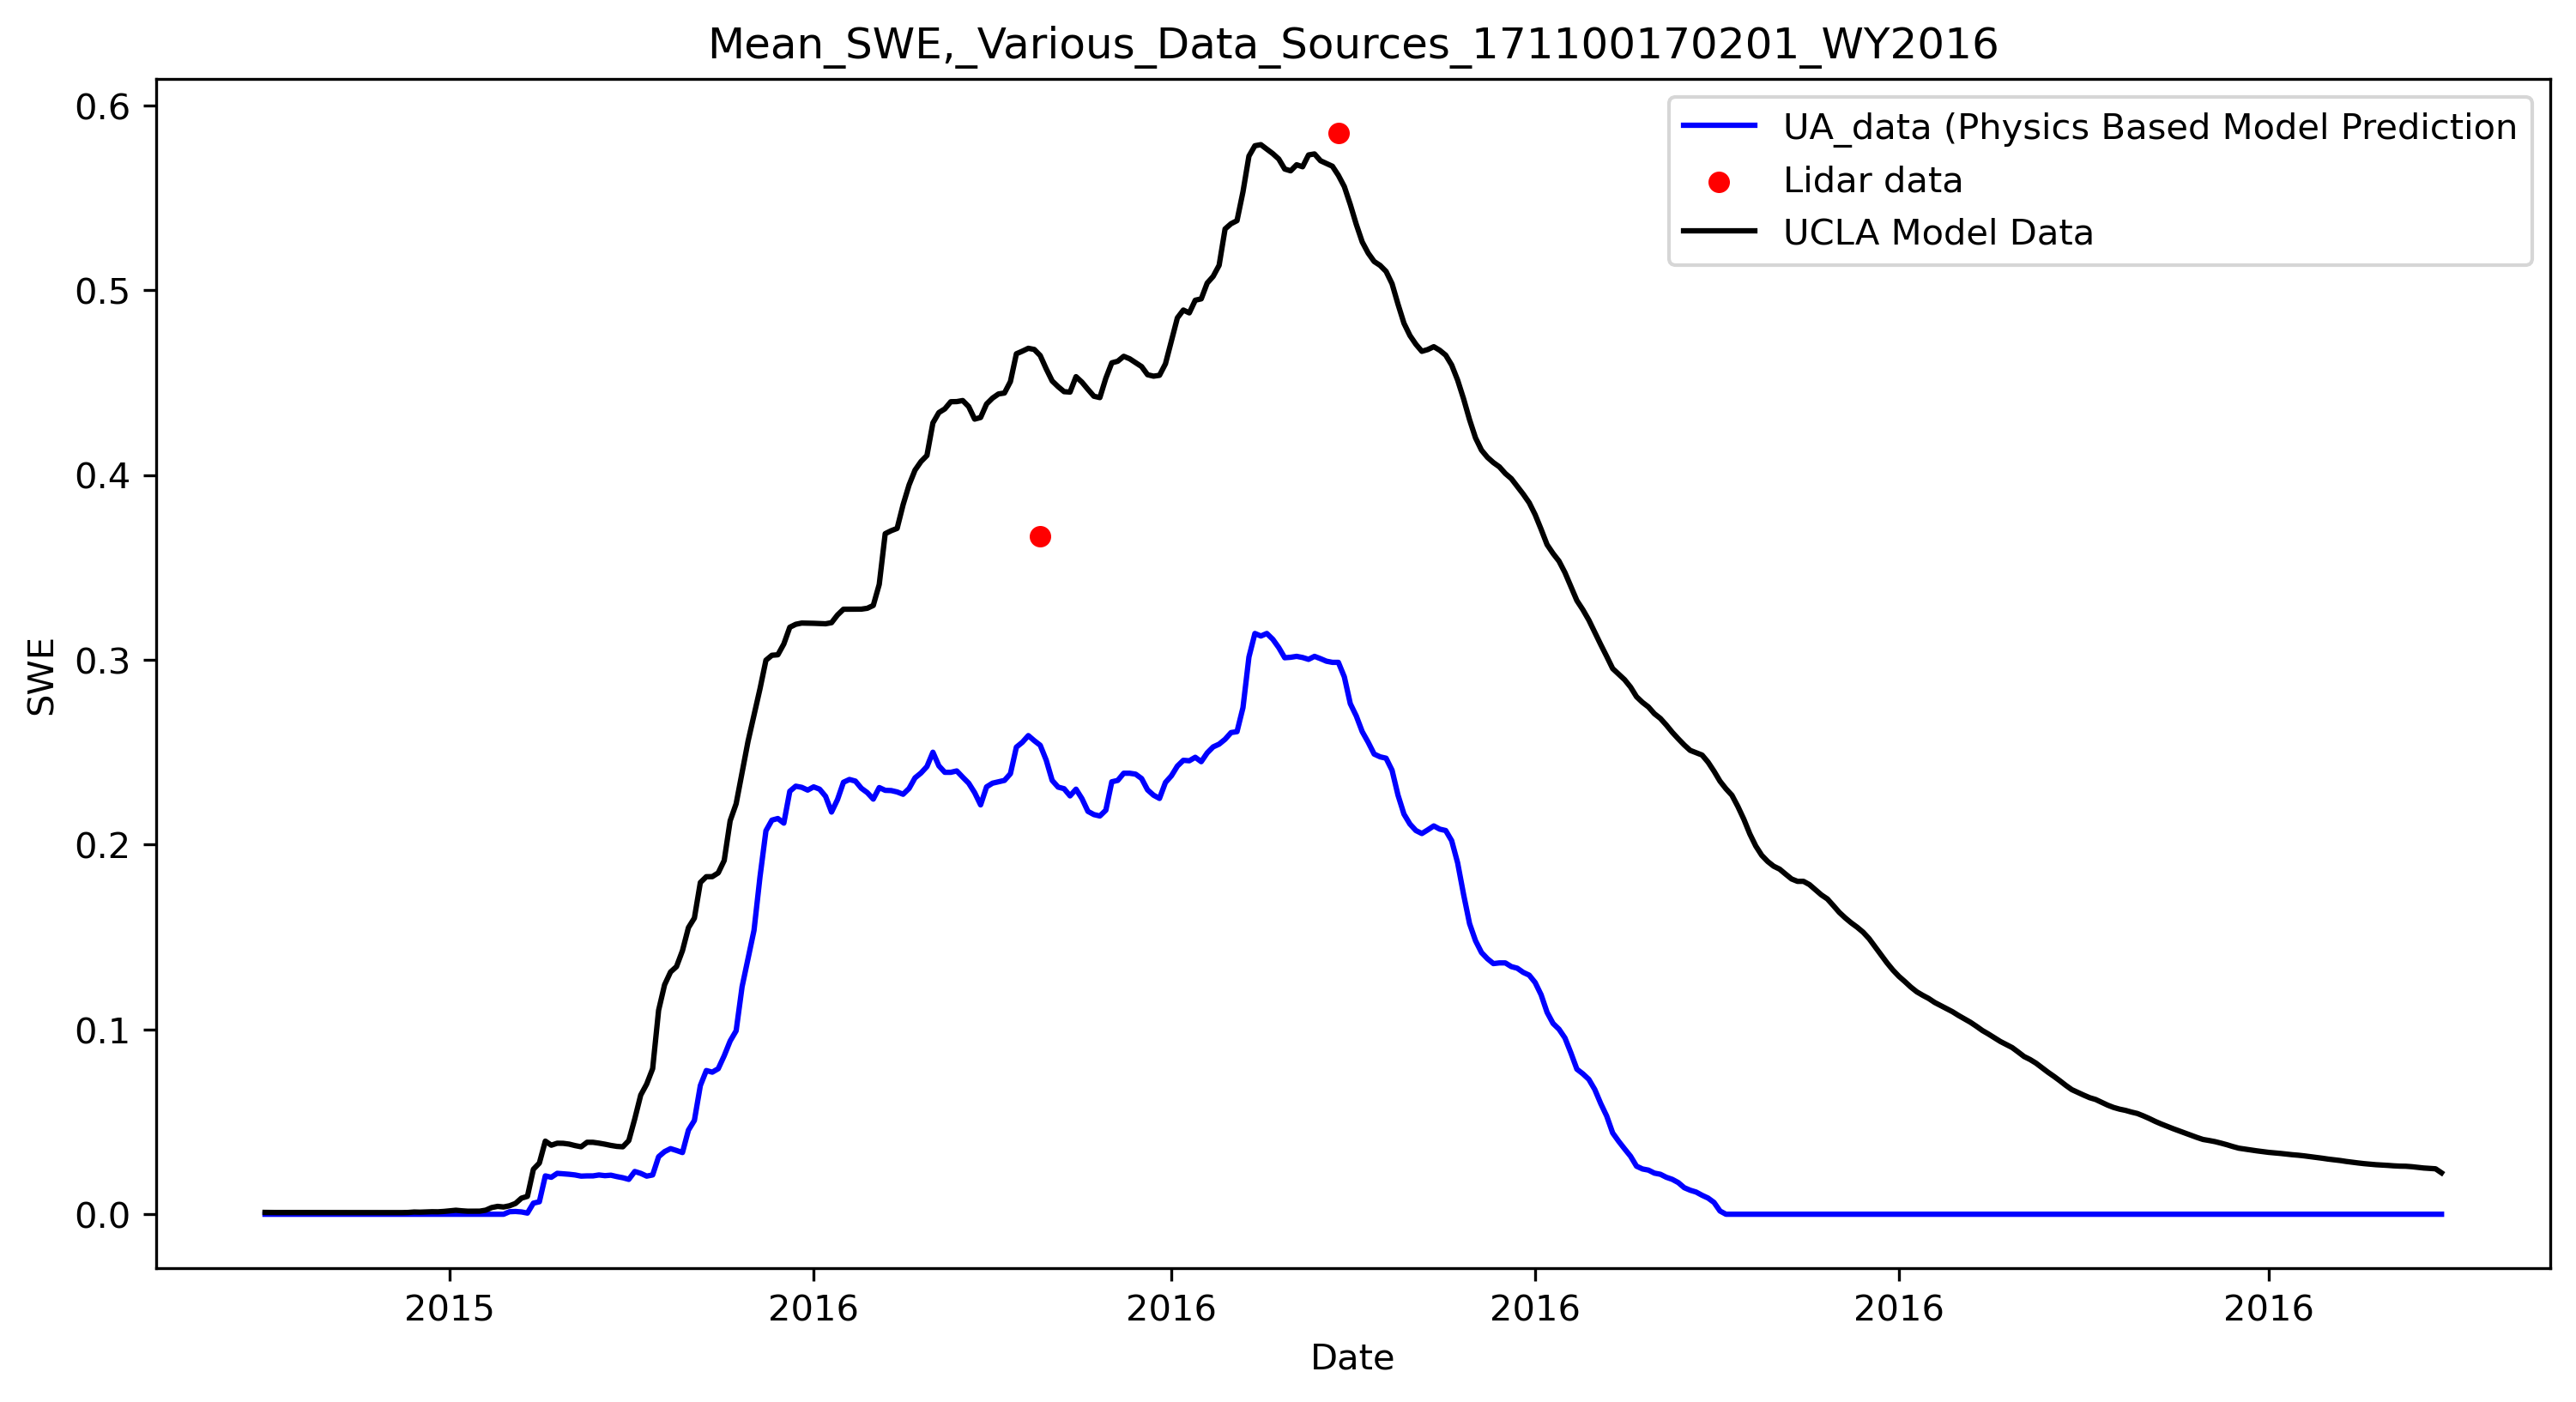 Mean_SWE,_Various_Data_Sources_171100170201_WY2016
UA_data (Physics Based Model Prediction
Lidar data
UCLA Model Data
SWE
0.6
0.5
0.4
0.3
0.2
0.1
0.0
2015 2016 2016 2016 2016 2016
Date